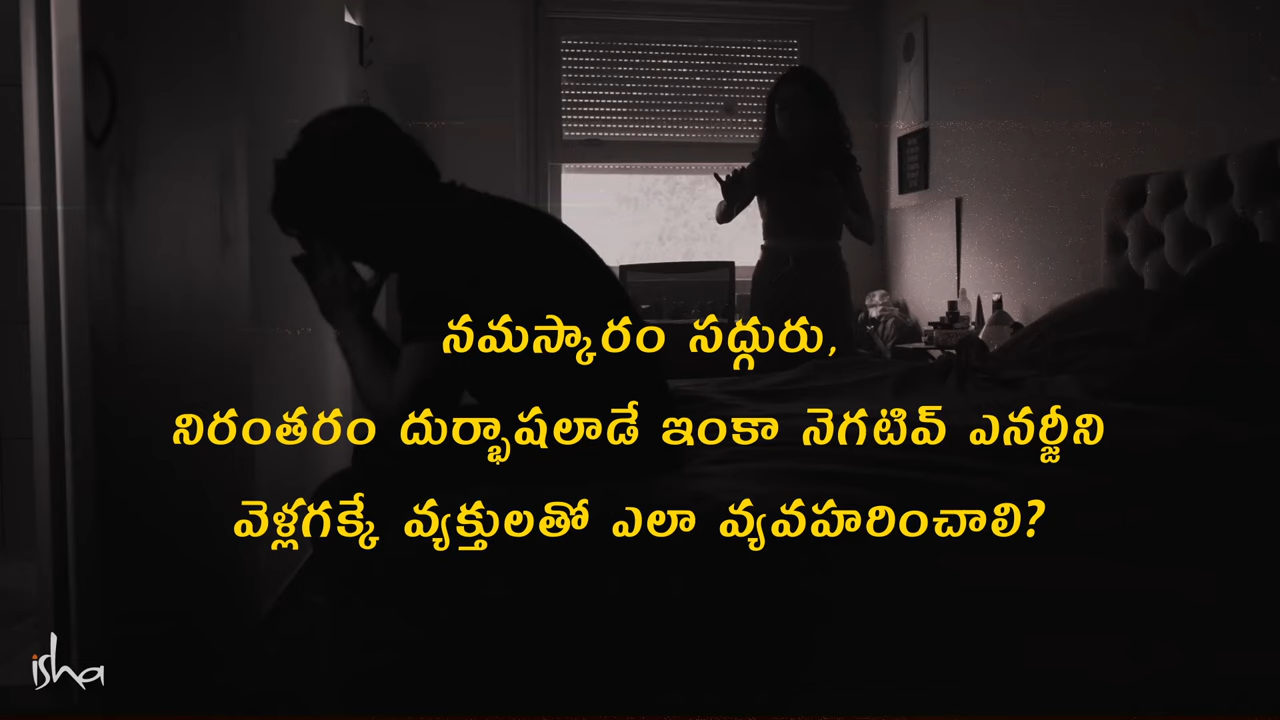 నమస్కారం సద్గురు,
నిరంతరం దుర్భాషలాడే ఇంకా నెగటివ్ ఎనర్జీని
వెళ్లగక్కే వ్యక్తులతో ఎలా వ్యవహరించాలి?
isha